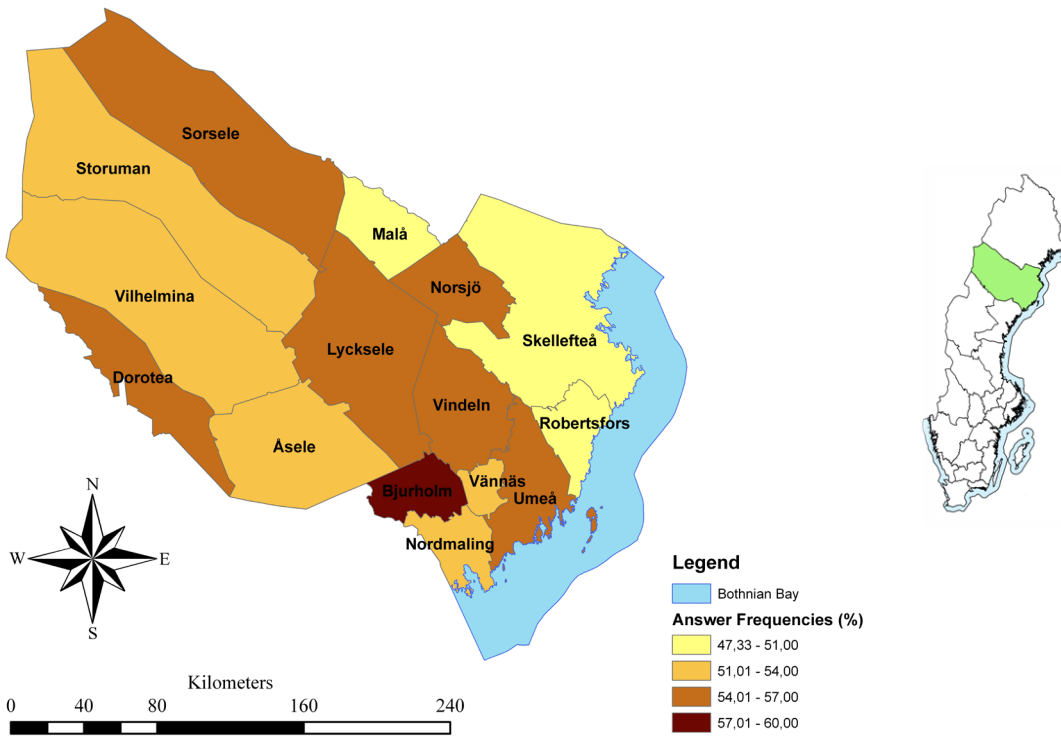 Sorsele
Storuman
Malå
Norsjö
Vilhelmina
Skellefteå
Lycksele
Dorotea
Vindeln
Robertsfors
Åsele
Vännäs
Bjurholm
Umeå
Nordmaling
N
W
E
S
Legend
Bothnian Bay
Answer Frequencies (%)
47,33 - 51,00
51,01 - 54,00
54,01 - 57,00
57,01 - 60,00
Kilometers
0 40 80 160 240